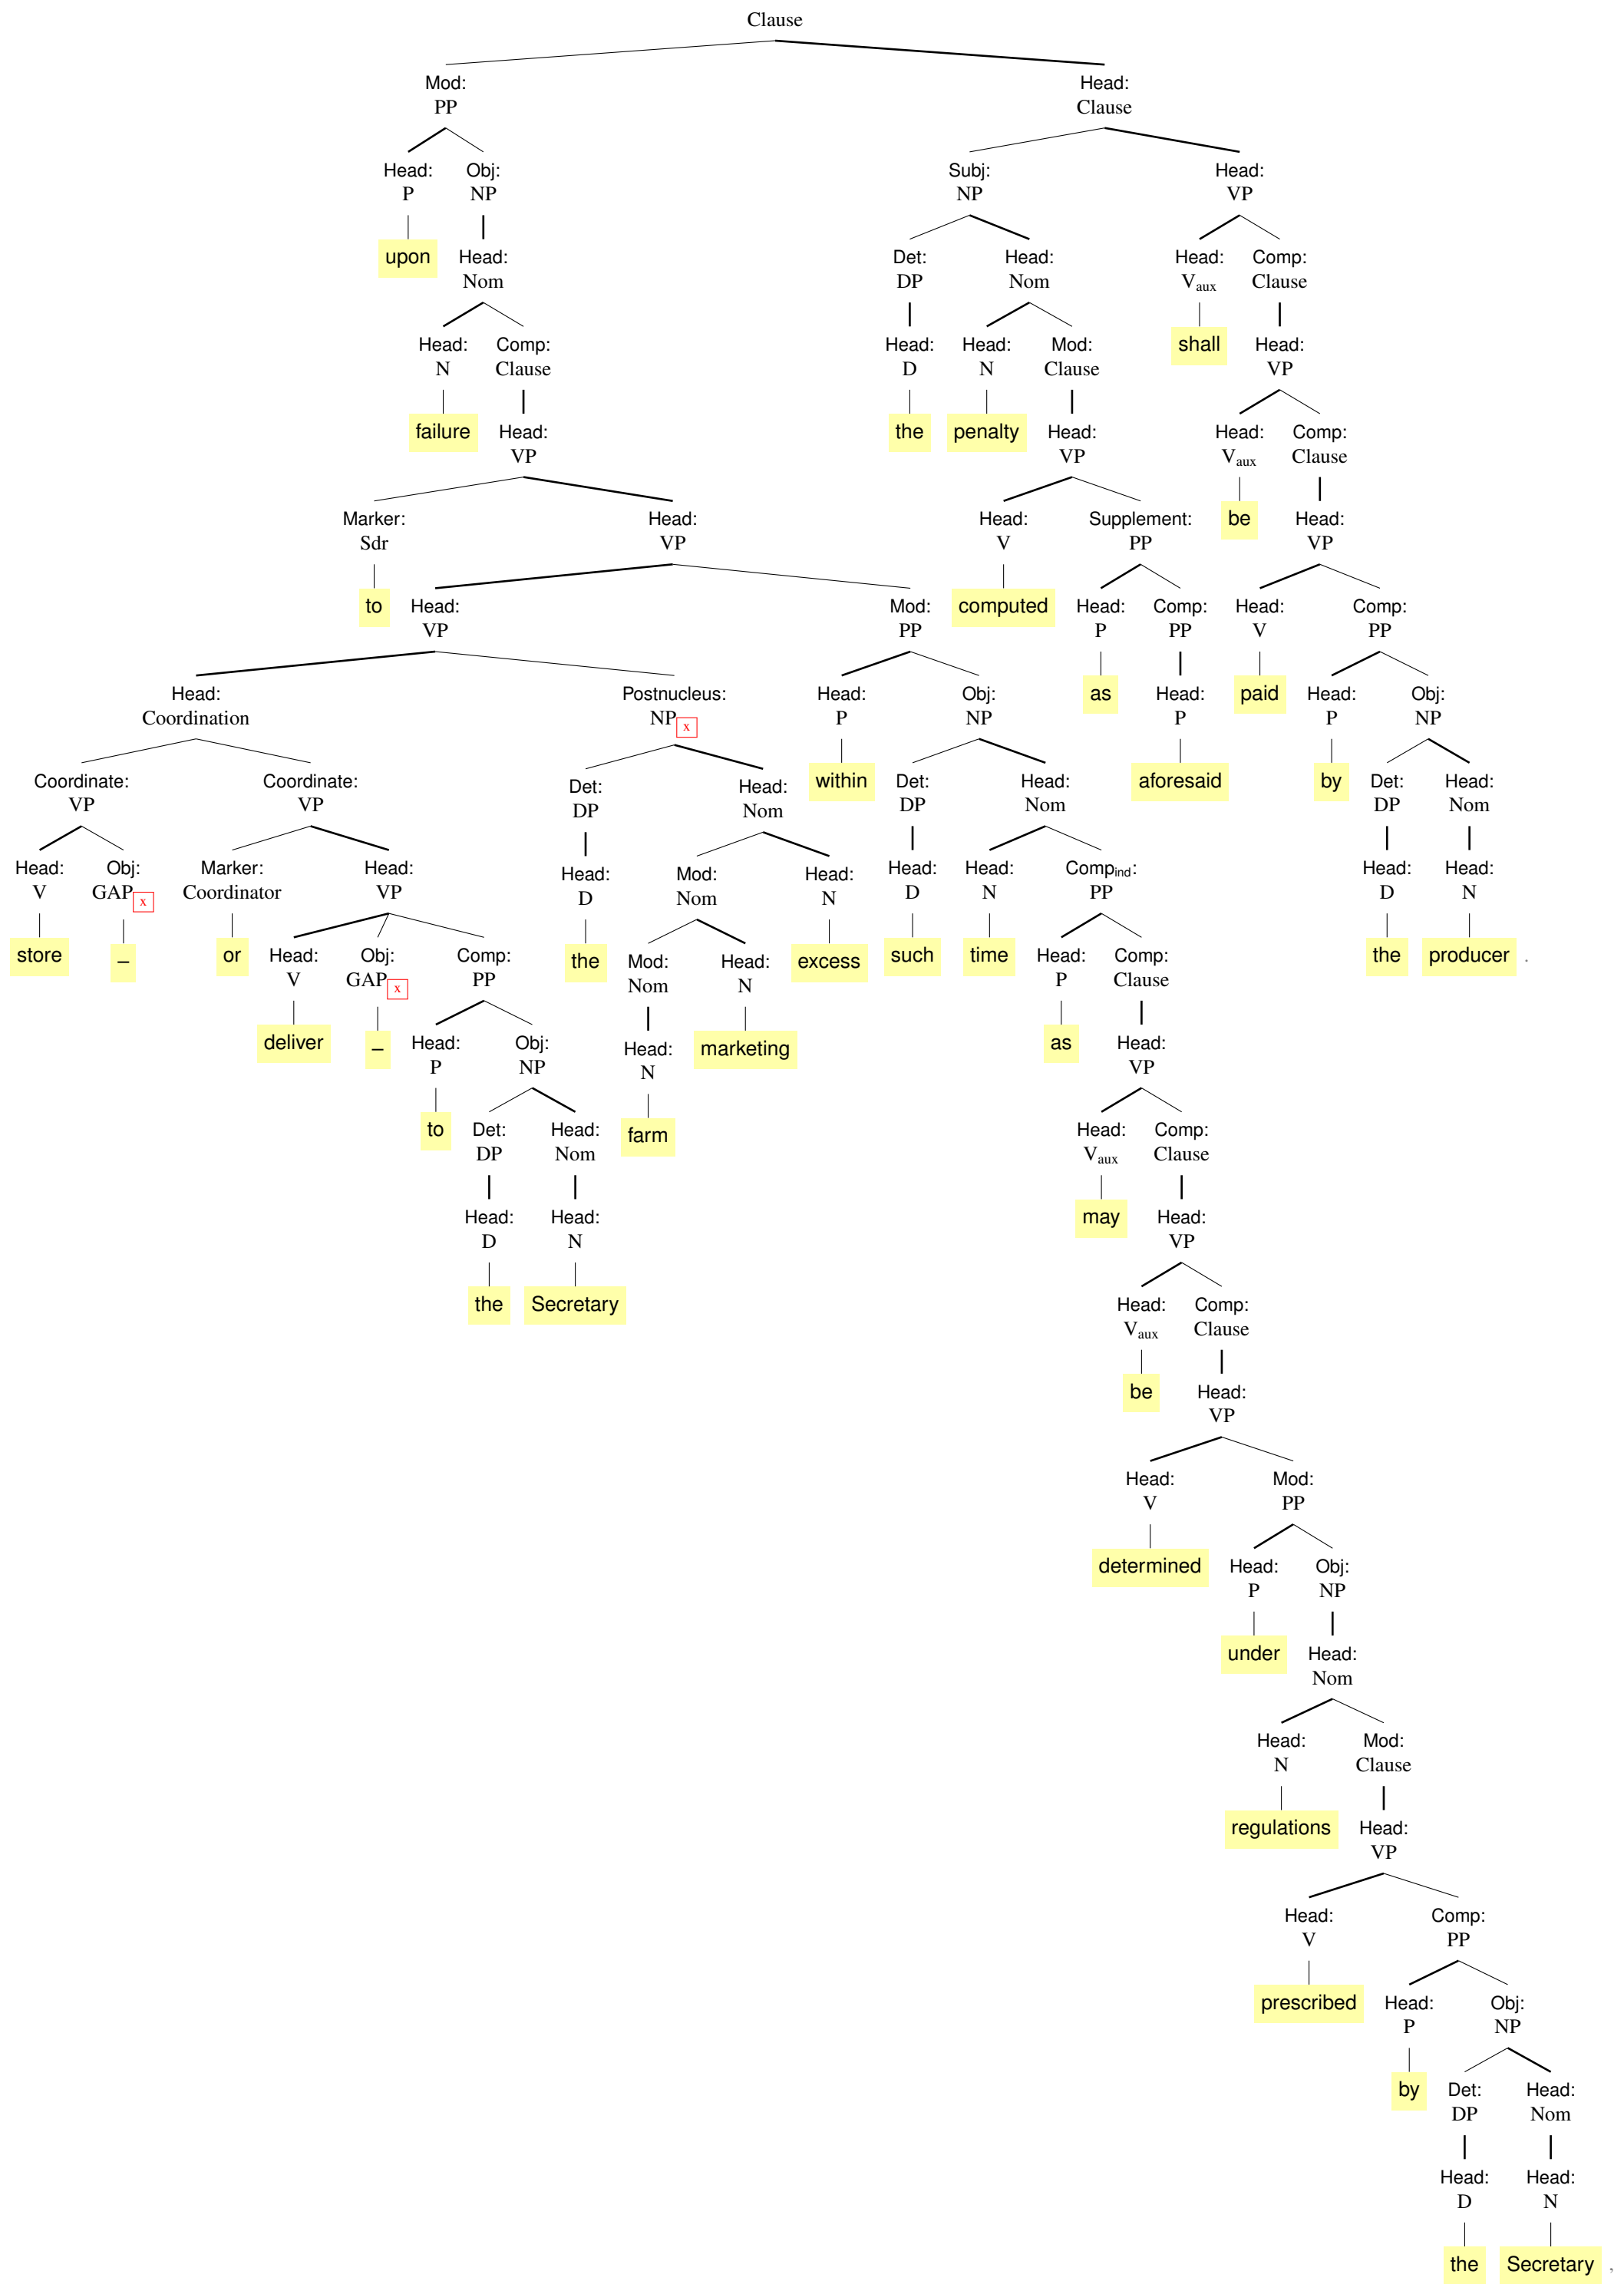 Clause
Mod: Head:
PP Clause
Head: Obj: Subj: Head:
P NP NP VP
upon Head: Det: Head: Head: Comp:
Nom DP Nom Vaux Clause
Head: Comp: Head: Head: Mod: shall Head:
N Clause D N Clause VP
failure Head: the penalty Head: Head: Comp:
VP VP Vaux Clause
Marker: Head: Head: Supplement: be Head:
Sdr VP V PP VP
to Head: Mod: computed Head: Comp: Head: Comp:
VP PP P PP V PP
Head: Postnucleus: Head: Obj: as Head: paid Head: Obj:
Coordination NP x P NP P P NP
Coordinate: Coordinate: Det: Head: within Det: Head: aforesaid by Det: Head:
VP VP DP Nom DP Nom DP Nom
Head: Obj: Marker: Head: Head: Mod: Head: Head: Head: Compind: Head: Head:
V GAP x Coordinator VP D Nom N D N PP D N
store – or Head: Obj: Comp: the Mod: Head: excess such time Head: Comp: the producer .
V GAP x PP Nom N P Clause
deliver – Head: Obj: Head: marketing as Head:
P NP N VP
to Det: Head: farm Head: Comp:
DP Nom Vaux Clause
Head: Head: may Head:
D N VP
the Secretary Head: Comp:
Vaux Clause
be Head:
VP
Head: Mod:
V PP
determined Head: Obj:
P NP
under Head:
Nom
Head: Mod:
N Clause
regulations Head:
VP
Head: Comp:
V PP
prescribed Head: Obj:
P NP
by Det: Head:
DP Nom
Head: Head:
D N
the Secretary ,